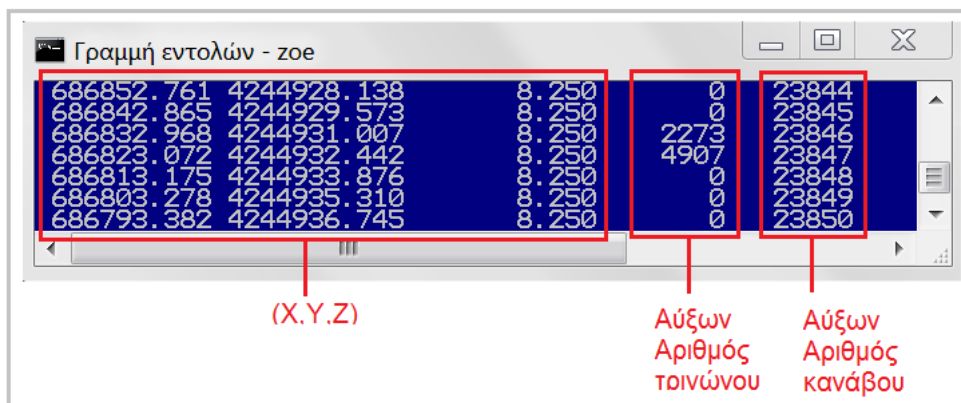 Γραμμή εντολών - zoe
686852.761 4244928.138 8.250 0 23844
686842.865 4244929.573 8.250 0 23845
686832.968 4244931.007 8.250 2273 23846
686823.072 4244932.442 8.250 4907 23847
686813.175 4244933.876 8.250 0 23848
686803.278 4244935.310 8.250 0 23849
686793.382 4244936.745 8.250 0 23850
(X,Y,Z)
Αύξων
Αριθμός
τρινώνου
Αύξων
Αριθμός
κανάβου